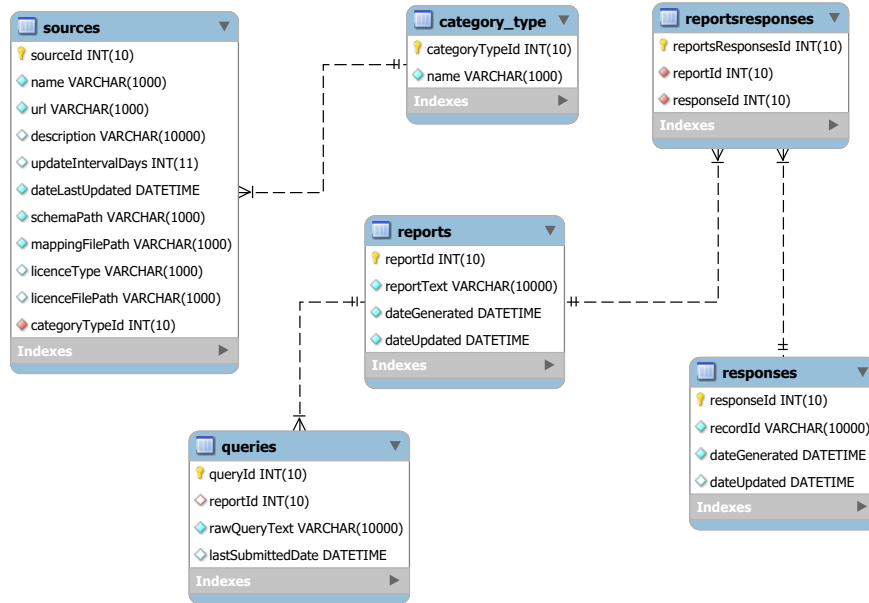 sources
sourceId INT(10)
name VARCHAR(1000)
url VARCHAR(1000)
description VARCHAR(10000)
updateIntervalDays INT(11)
dateLastUpdated DATETIME
schemaPath VARCHAR(1000)
mappingFilePath VARCHAR(1000)
licenceType VARCHAR(1000)
licenceFilePath VARCHAR(1000)
categoryTypeId INT(10)
Indexes
category_type
categoryTypeId INT(10)
name VARCHAR(1000)
Indexes
reportsresponses
reportsResponsesId INT(10)
reportId INT(10)
responseId INT(10)
Indexes
reports
reportId INT(10)
reportText VARCHAR(10000)
dateGenerated DATETIME
dateUpdated DATETIME
Indexes
responses
responseId INT(10)
recordId VARCHAR(10000)
dateGenerated DATETIME
dateUpdated DATETIME
Indexes
queries
queryId INT(10)
reportId INT(10)
rawQueryText VARCHAR(10000)
lastSubmittedDate DATETIME
Indexes